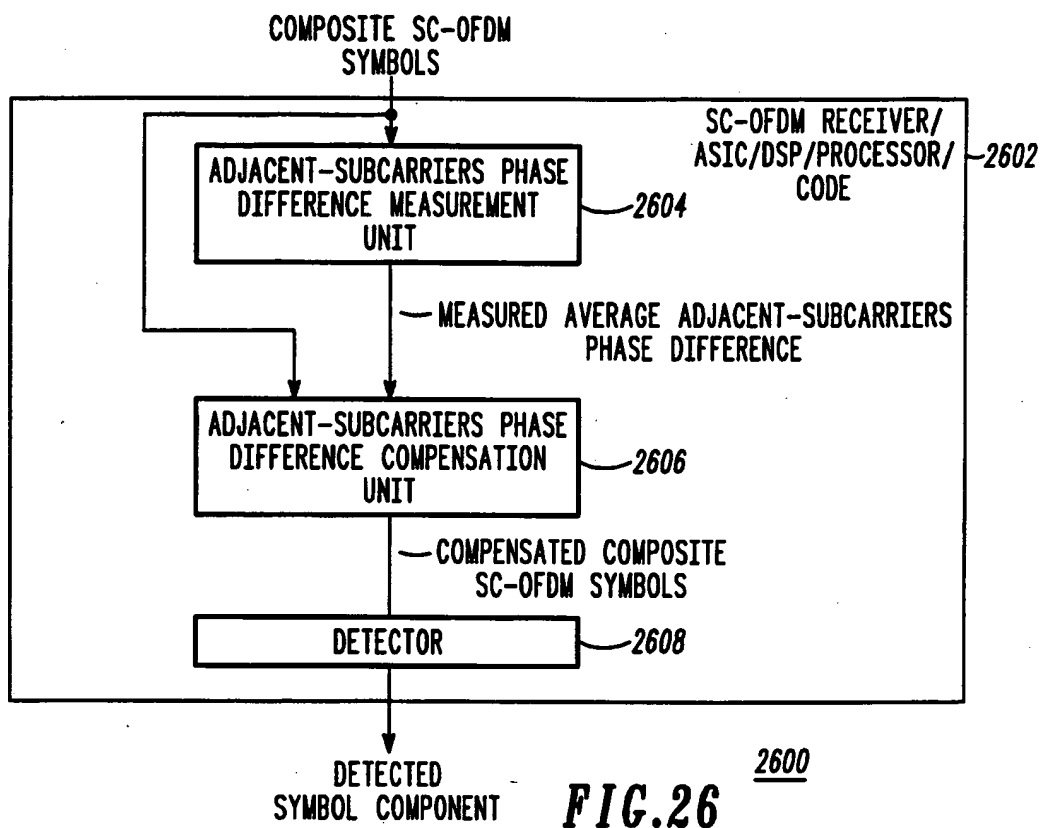 COMPOSITE SC-OFDM
SYMBOLS
SC-OFDM RECEIVER/
ASIC/DSP/PROCESSOR/
CODE
2602
ADJACENT-SUBCARRIERS PHASE
DIFFERENCE MEASUREMENT
UNIT
2604
MEASURED AVERAGE ADJACENT-SUBCARRIERS
PHASE DIFFERENCE
ADJACENT-SUBCARRIERS PHASE
DIFFERENCE COMPENSATION
UNIT
2606
COMPENSATED COMPOSITE
SC-OFDM SYMBOLS
DETECTOR
2608
DETECTED
SYMBOL COMPONENT
2600
FIG.26